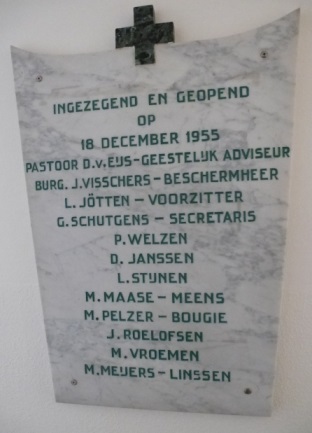 INGEZEGEND EN GEOPEND
OP
18 DECEMBER 1955
PASTOOR D.v.EIJS-GEESTELIJK ADVISEUR
BURG. J.VISSCHERS-BESCHERMHEER
L. JÖTTEN-VOORZITTER
G.SCHUTGENS-SECRETARIS
P.WELZEN
D. JANSSEN
L.STIJNEN
M.MAASE-MEENS
M.PELZER-BOUGIE
J.ROELOFSEN
M.VROEMEN
M.MEIJERS-LINSSEN